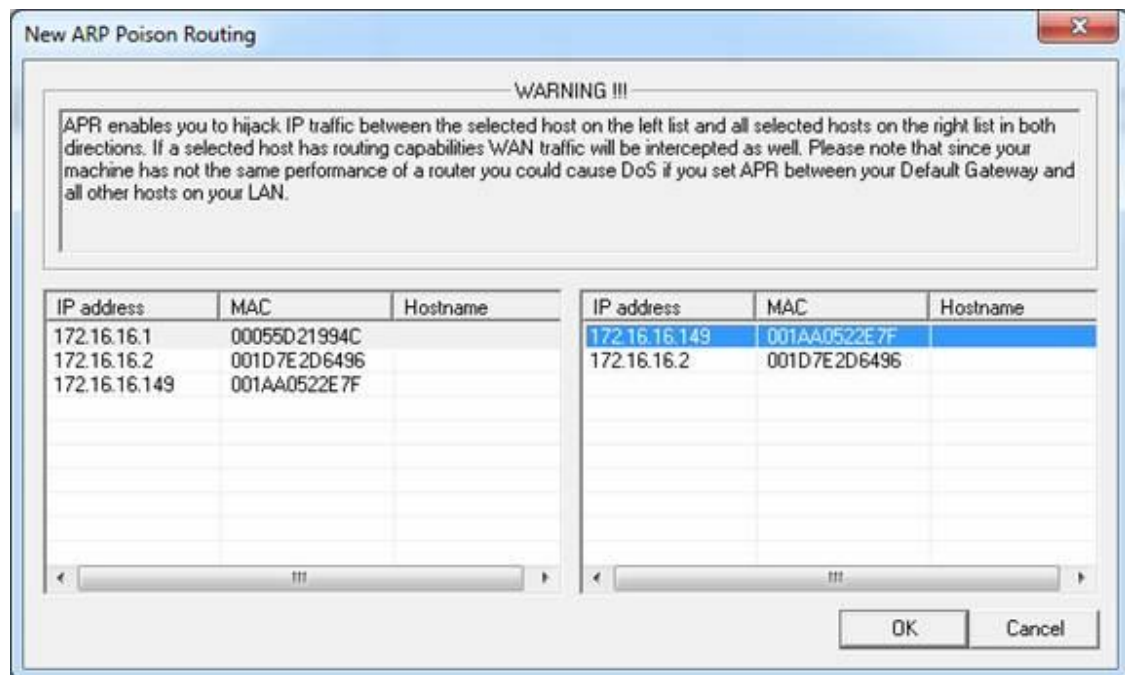 New ARP Poison Routing
WARNING !!!
APR enables you to hijack IP traffic between the selected host on the left list and all selected hosts on the right list in both
directions. If a selected host has routing capabilities WAN traffic will be intercepted as well. Please note that since your
machine has not the same performance of a router you could cause DoS if you set APR between your Default Gateway and
all other hosts on your LAN.
IP address MAC Hostname
172.16.16.1 00055D21994C
172.16.16.2 001D7E2D6496
172.16.16.149 001AA0522E7F
IP address MAC Hostname
172.16.16.149 001AA0522E7F
172.16.16.2 001D7E2D6496
OK Cancel